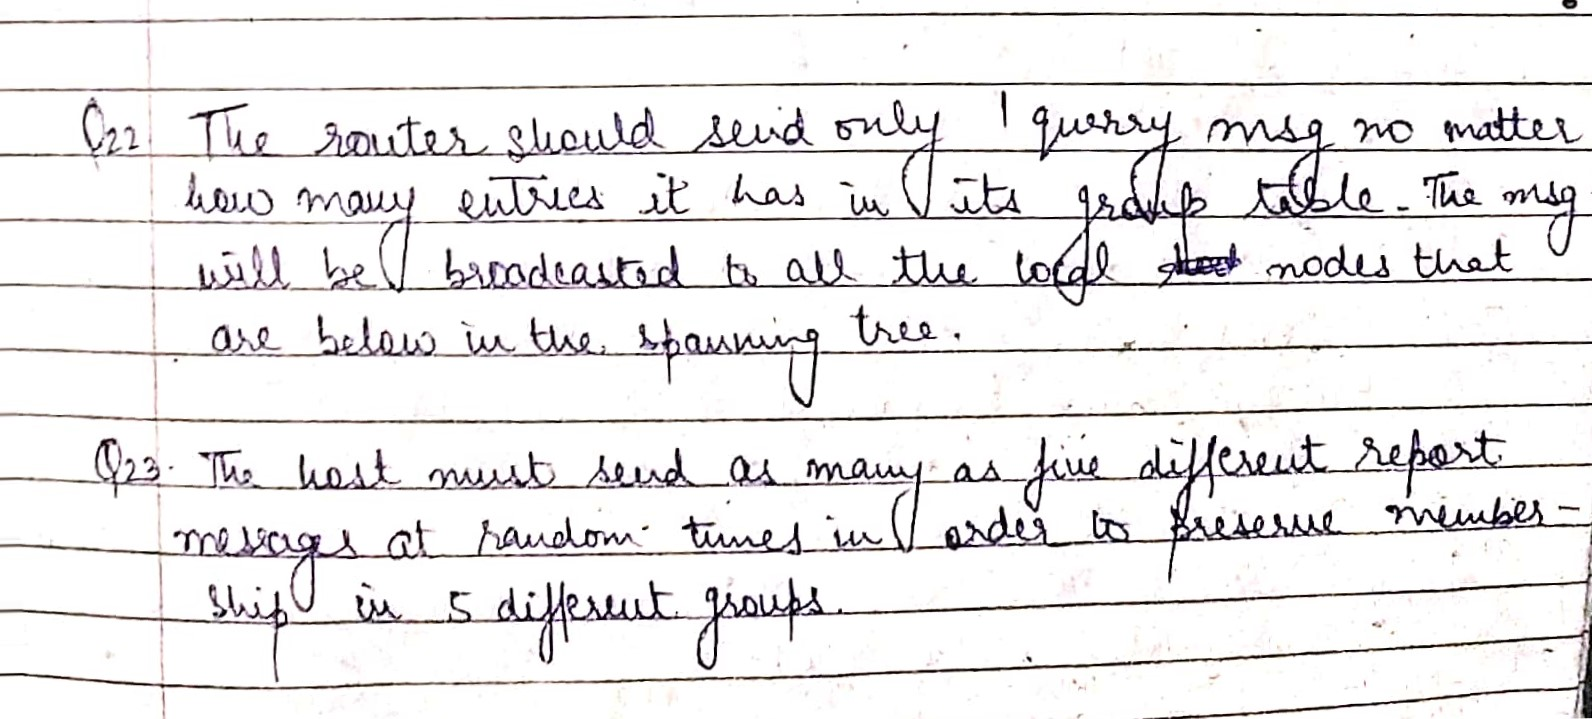 Q22 The router should send only 1 querry msg no matter
how many entries it has in its group table. The msg
will be broadcasted to all the local nodes that
are below in the spanning tree.
Q23. The host must send as many as five different report
messages at random times in order to preserve member-
ship in 5 different groups.